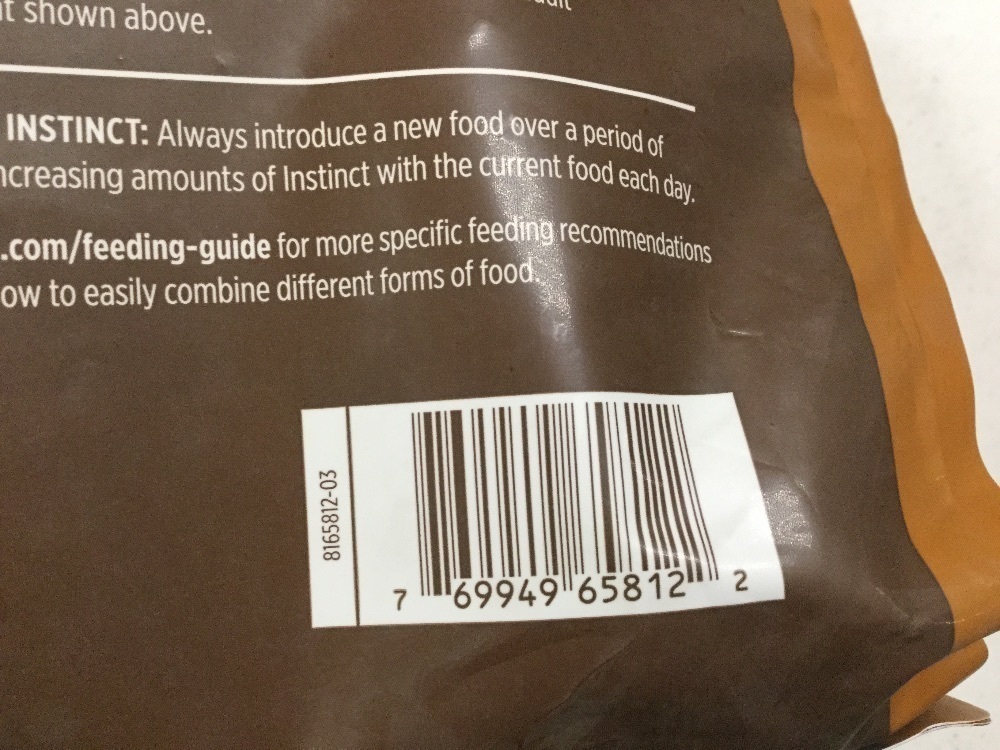 t shown above.
INSTINCT: Always introduce a new food over a period of
ncreasing amounts of Instinct with the current food each day.
.com/feeding-guide for more specific feeding recommendations
ow to easily combine different forms of food.
8165812-03
7 69949 65812 2